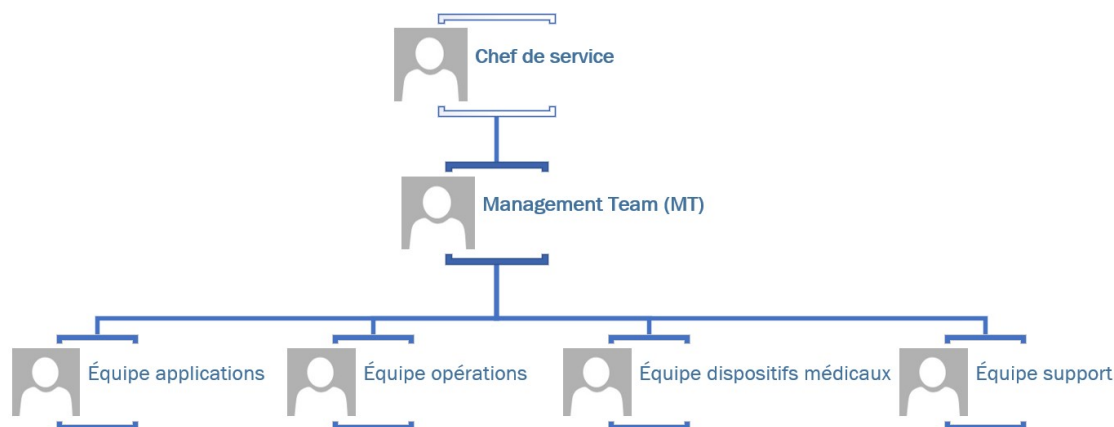 Chef de service
Management Team (MT)
Équipe applications
Équipe opérations
Équipe dispositifs médicaux
Équipe support